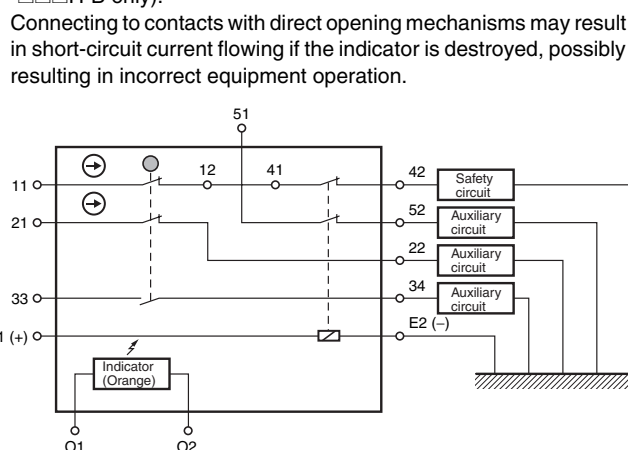 Connecting to contacts with direct opening mechanisms may result
in short-circuit current flowing if the indicator is destroyed, possibly
resulting in incorrect equipment operation.
51
11
12
41
42
Safety
circuit
21
52
Auxiliary
circuit
22
Auxiliary
circuit
33
34
Auxiliary
circuit
(+)
E2 (−)
Indicator
(Orange)